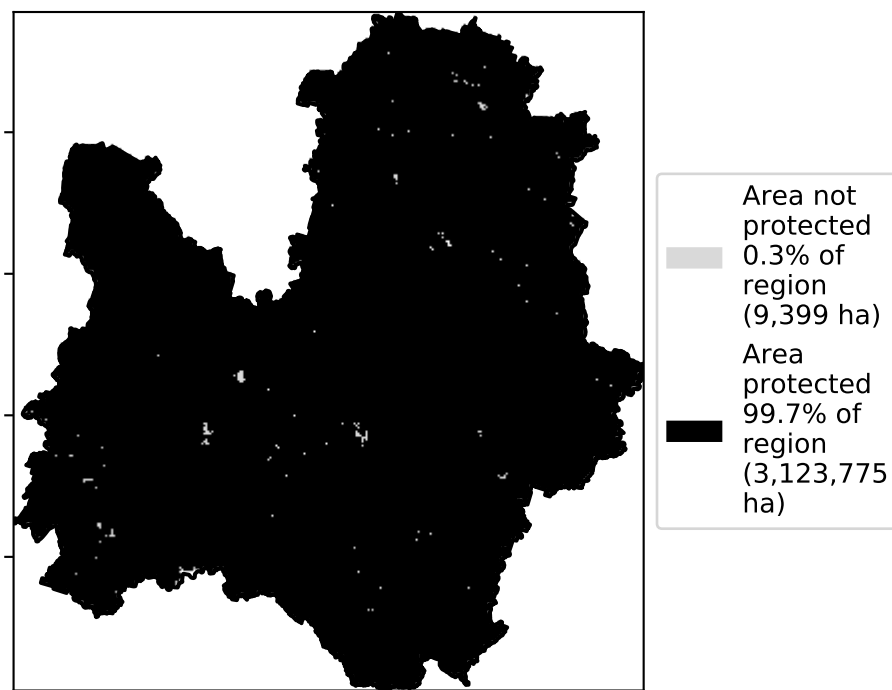 Area not
protected
0.3% of
region
(9,399 ha)
Area
protected
99.7% of
region
(3,123,775
ha)